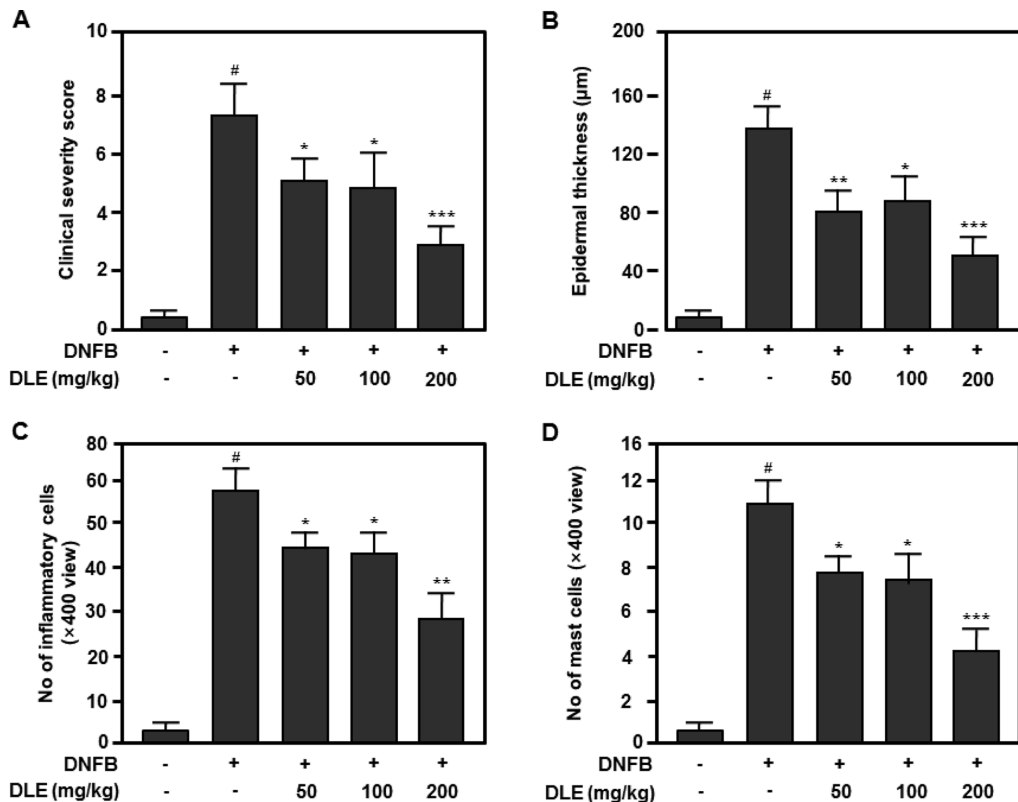 A
Clinical severity score
10
8
6
4
2
0
#
*
*
***
DNFB - + + + +
DLE (mg/kg) - - 50 100 200
B
Epidermal thickness (µm)
200
160
120
80
40
0
#
**
*
***
DNFB - + + + +
DLE (mg/kg) - - 50 100 200
C
No of inflammatory cells
(×400 view)
80
60
50
40
30
20
10
0
#
*
*
**
DNFB - + + + +
DLE (mg/kg) - - 50 100 200
D
No of mast cells (×400 view)
16
12
10
8
6
4
2
0
#
*
*
***
DNFB - + + + +
DLE (mg/kg) - - 50 100 200